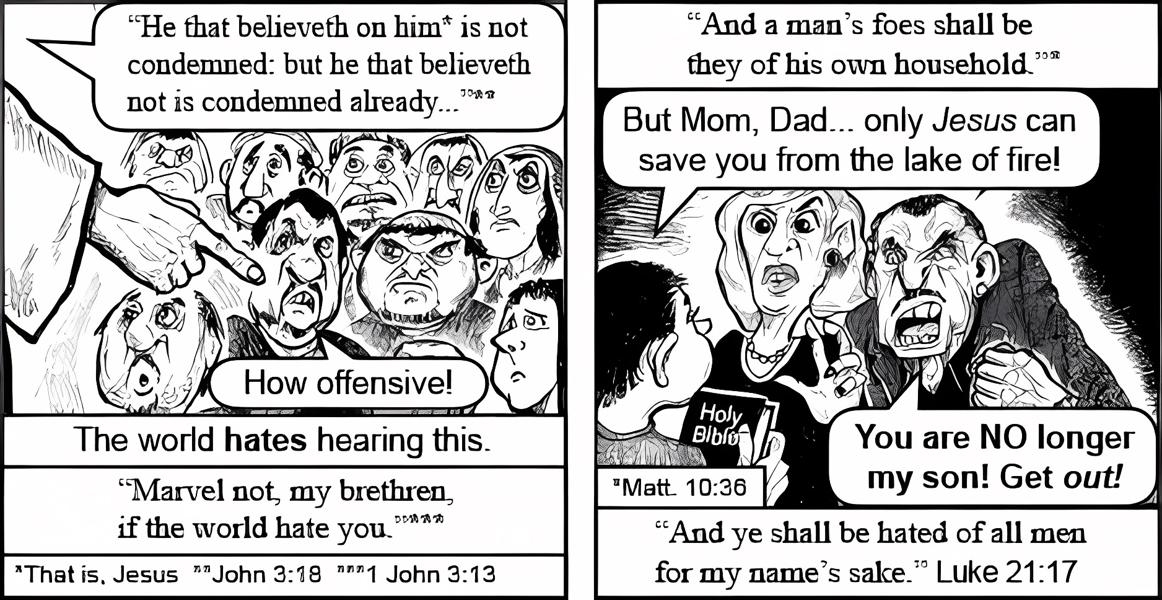 “He that believeth on him* is not
condemned: but he that believeth
not is condemned already...”**
How offensive!
The world hates hearing this.
“Marvel not, my brethren,
if the world hate you.”***
*That is, Jesus **John 3:18 ***1 John 3:13
“And a man’s foes shall be
they of his own household.”*
But Mom, Dad... only Jesus can
save you from the lake of fire!
Holy
Bible
You are NO longer
my son! Get out!
*Matt. 10:36
“And ye shall be hated of all men
for my name’s sake.” Luke 21:17